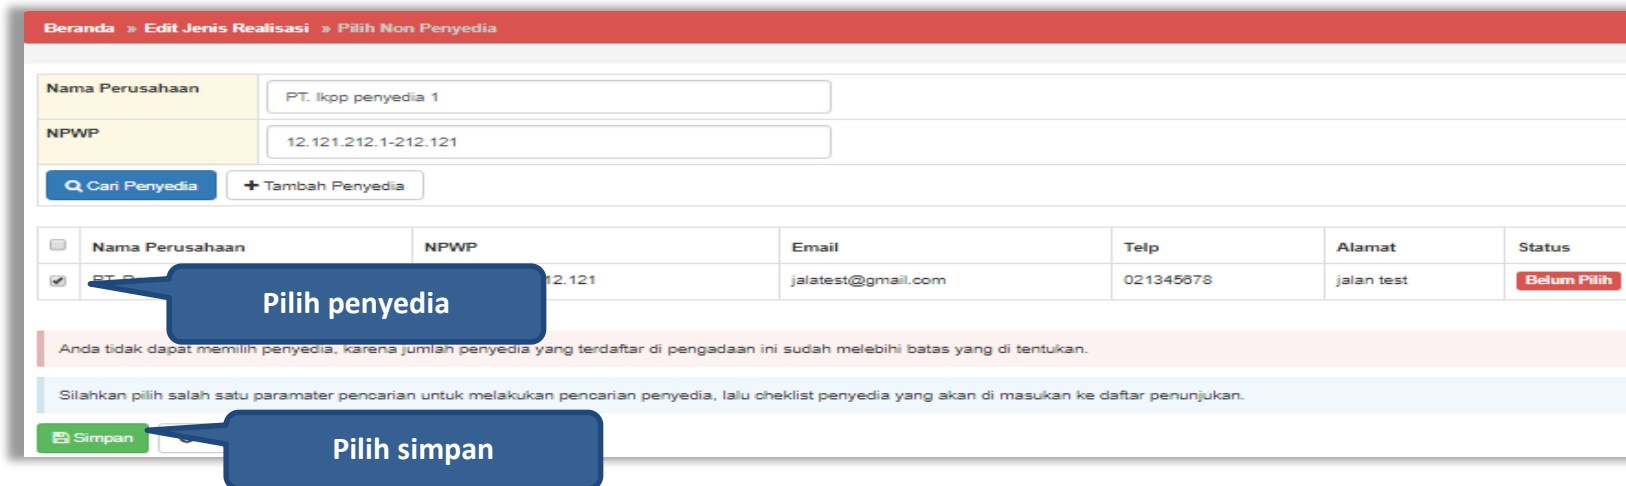 Beranda » Edit Jenis Realisasi » Pilih Non Penyedia
Nama Perusahaan PT. lkpp penyedia 1
NPWP 12.121.212.1-212.121
Cari Penyedia Tambah Penyedia
Nama Perusahaan NPWP Email Telp Alamat Status
PT. 12.121 jalatest@gmail.com 021345678 jalan test Belum Pilih
Pilih penyedia
Anda tidak dapat memilih penyedia, karena jumlah penyedia yang terdaftar di pengadaan ini sudah melebihi batas yang di tentukan.
Silahkan pilih salah satu paramater pencarian untuk melakukan pencarian penyedia, lalu cheklist penyedia yang akan di masukan ke daftar penunjukan.
Simpan
Pilih simpan